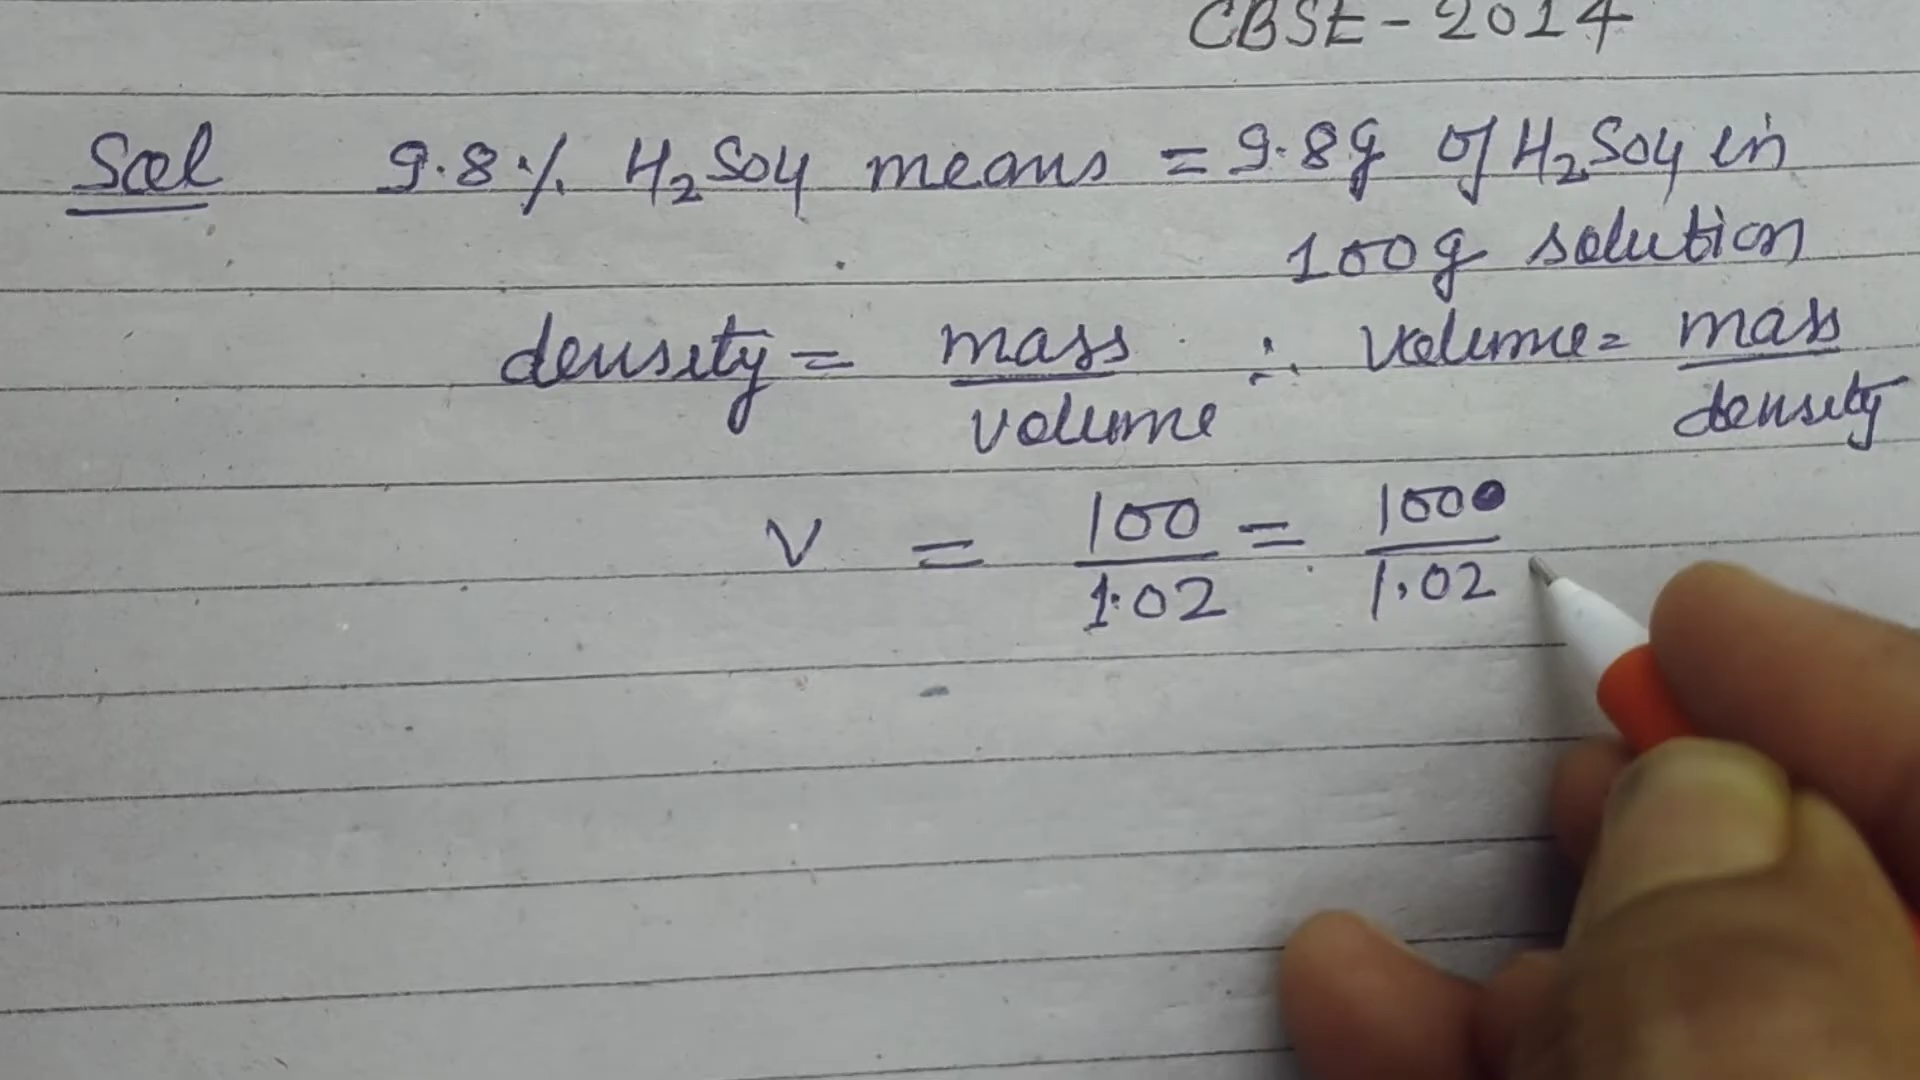 CBSE - 2014
Sol 9.8% H₂SO4 means = 9.8g of H₂SO4 in
100g solution
density = mass/volume ∴ volume = mass/density
V = 100/1.02 = 100/1.02